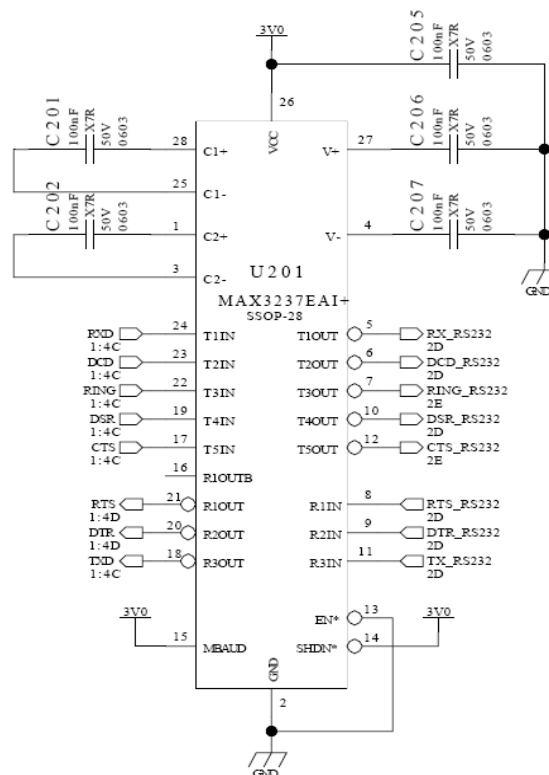 3V0
C205
100nF
X7R
50V
0603
26
VCC
C201
100nF
X7R
50V
0603
28
C1+
V+
27
C206
100nF
X7R
50V
0603
25
C1-
C202
100nF
X7R
50V
0603
1
C2+
V-
4
C207
100nF
X7R
50V
0603
3
C2-
GND
U201
MAX3237EAI+
SSOP-28
RXD
1:4C
24
T1IN
T1OUT
5
RX_RS232
2D
DCD
1:4C
23
T2IN
T2OUT
6
DCD_RS232
2D
RING
1:4C
22
T3IN
T3OUT
7
RING_RS232
2E
DSR
1:4C
19
T4IN
T4OUT
10
DSR_RS232
2D
CTS
1:4C
17
T5IN
T5OUT
12
CTS_RS232
2E
16
R1OUTB
RTS
1:4D
21
R1OUT
R1IN
8
RTS_RS232
2D
DTR
1:4D
20
R2OUT
R2IN
9
DTR_RS232
2D
TXD
1:4C
18
R3OUT
R3IN
11
TX_RS232
2D
EN*
13
3V0
15
MBAUD
SHDN*
14
3V0
GND
2
GND